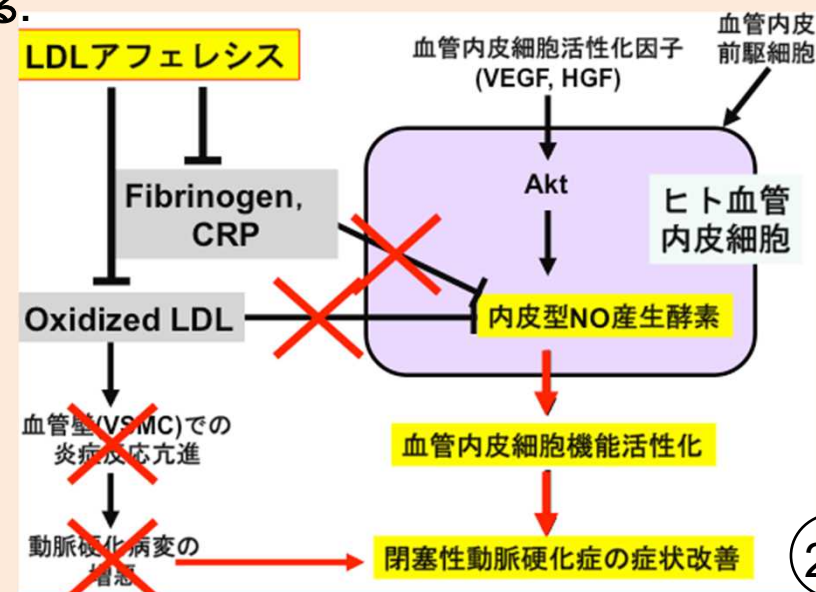 る.
LDLアフェレシス
血管内皮細胞活性化因子
(VEGF, HGF)
血管内皮
前駆細胞
Akt
ヒト血管
内皮細胞
Fibrinogen,
CRP
Oxidized LDL
内皮型NO産生酵素
血管壁(VSMC)での
炎症反応亢進
血管内皮細胞機能活性化
動脈硬化病変の
増悪
閉塞性動脈硬化症の症状改善
②